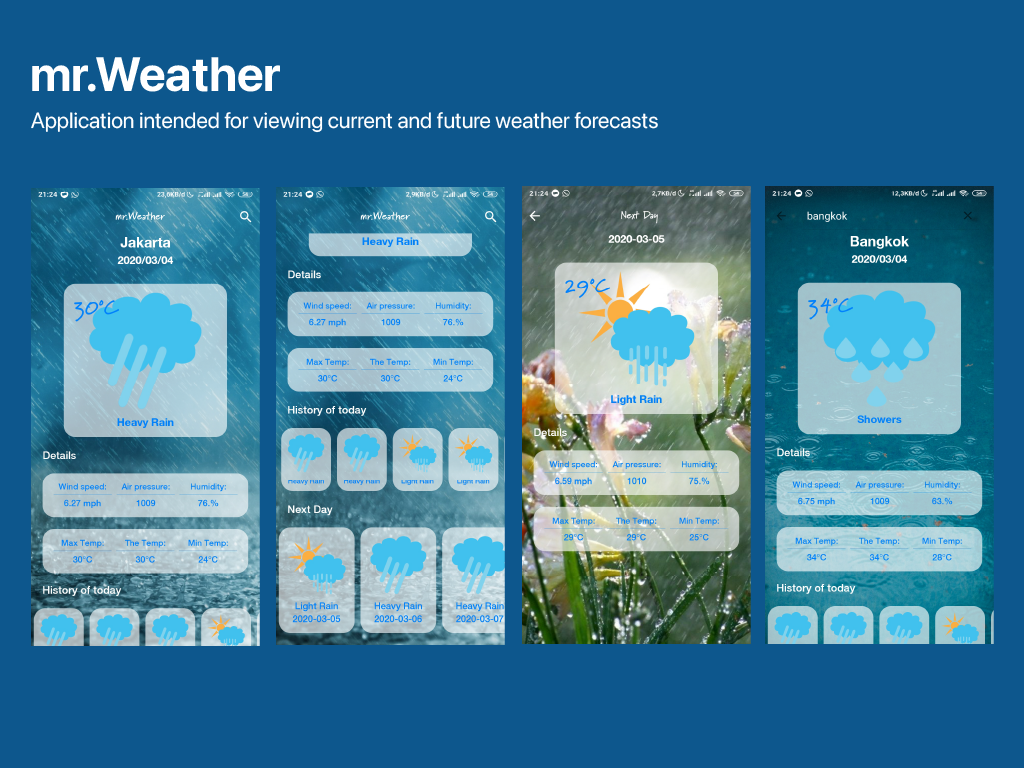 mr.Weather
Application intended for viewing current and future weather forecasts
21:24 23,6KB/d
mr.Weather
Jakarta
2020/03/04
30°C
Heavy Rain
Details
Wind speed: Air pressure: Humidity:
6.27 mph 1009 76.%
Max Temp: The Temp: Min Temp:
30°C 30°C 24°C
History of today
21:24 2,9KB/d
mr.Weather
Heavy Rain
Details
Wind speed: Air pressure: Humidity:
6.27 mph 1009 76.%
Max Temp: The Temp: Min Temp:
30°C 30°C 24°C
History of today
Heavy Rain Heavy Rain Light Rain Light Rain
Next Day
Light Rain Heavy Rain Heavy Rain
2020-03-05 2020-03-06 2020-03-07
21:24 2,7KB/d
Next Day
2020-03-05
29°C
Light Rain
Details
Wind speed: Air pressure: Humidity:
6.59 mph 1010 75.%
Max Temp: The Temp: Min Temp:
29°C 29°C 25°C
21:24 12,3KB/d
bangkok
Bangkok
2020/03/04
34°C
Showers
Details
Wind speed: Air pressure: Humidity:
6.75 mph 1009 63.%
Max Temp: The Temp: Min Temp:
34°C 34°C 28°C
History of today